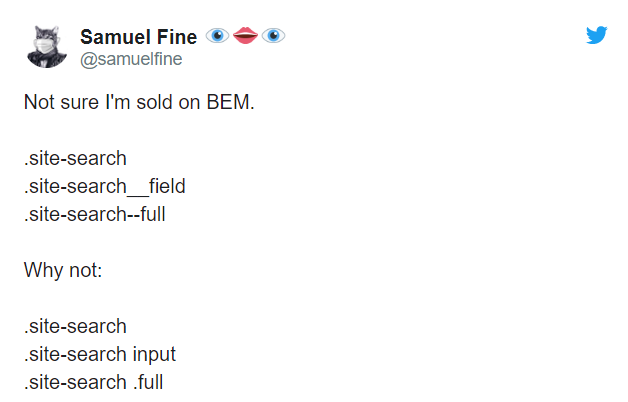 Samuel Fine 👁️👄👁️
@samuelfine
Not sure I'm sold on BEM.
.site-search
.site-search__field
.site-search--full
Why not:
.site-search
.site-search input
.site-search .full